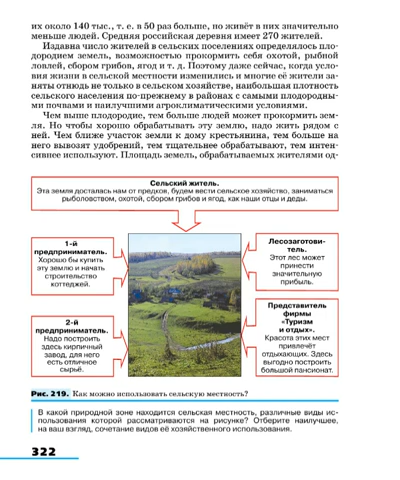 их около 140 тыс., т. е. в 50 раз больше, но живёт в них значительно
меньше людей. Средняя российская деревня имеет 270 жителей.
Издавна число жителей в сельских поселениях определялось пло-
дородием земель, возможностью прокормить себя охотой, рыбной
ловлей, сбором грибов, ягод и т. д. Поэтому даже сейчас, когда усло-
вия жизни в сельской местности изменились и многие её жители за-
няты отнюдь не только в сельском хозяйстве, наибольшая плотность
сельского населения по-прежнему в районах с самыми плодородны-
ми почвами и наилучшими агроклиматическими условиями.
Чем выше плодородие, тем больше людей может прокормить зем-
ля. Но чтобы хорошо обрабатывать эту землю, надо жить рядом с
ней. Чем ближе участок земли к дому крестьянина, тем больше на
него вывозят удобрений, тем тщательнее обрабатывают, тем интен-
сивнее используют. Площадь земель, обрабатываемых жителями од-
Сельский житель.
Эта земля досталась нам от предков, будем вести сельское хозяйство, заниматься
рыболовством, охотой, сбором грибов и ягод, как наши отцы и деды.
1-й
предприниматель.
Хорошо бы купить
эту землю и начать
строительство
коттеджей.
Лесозаготови-
тель.
Этот лес может
принести
значительную
прибыль.
2-й
предприниматель.
Надо построить
здесь кирпичный
завод, для него
есть отличное
сырьё.
Представитель
фирмы
«Туризм
и отдых».
Красота этих мест
привлечёт
отдыхающих. Здесь
выгодно построить
большой пансионат.
Рис. 219. Как можно использовать сельскую местность?
В какой природной зоне находится сельская местность, различные виды ис-
пользования которой рассматриваются на рисунке? Отберите наилучшее,
на ваш взгляд, сочетание видов её хозяйственного использования.
322